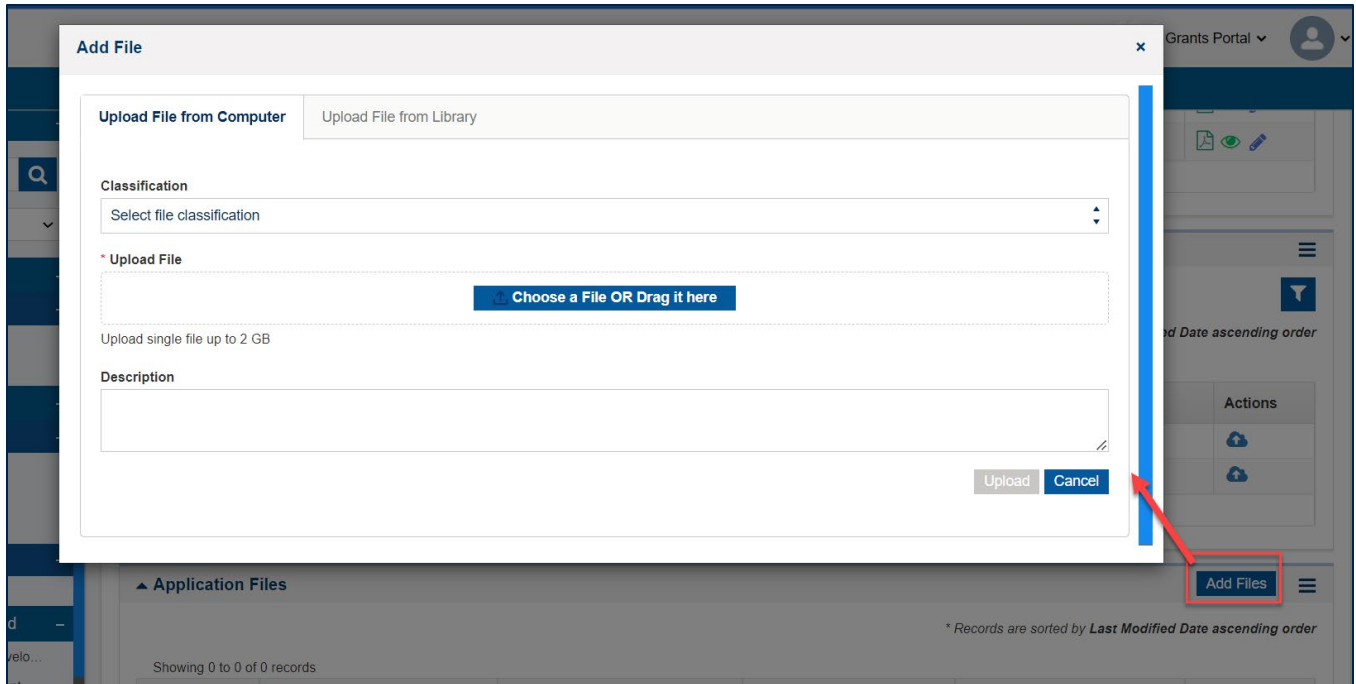 Grants Portal
Add File
×
Upload File from Computer
Upload File from Library
Classification
Select file classification
* Upload File
Choose a File OR Drag it here
Upload single file up to 2 GB
Description
Upload Cancel
Date ascending order
Actions
Application Files
Add Files
* Records are sorted by Last Modified Date ascending order
Showing 0 to 0 of 0 records